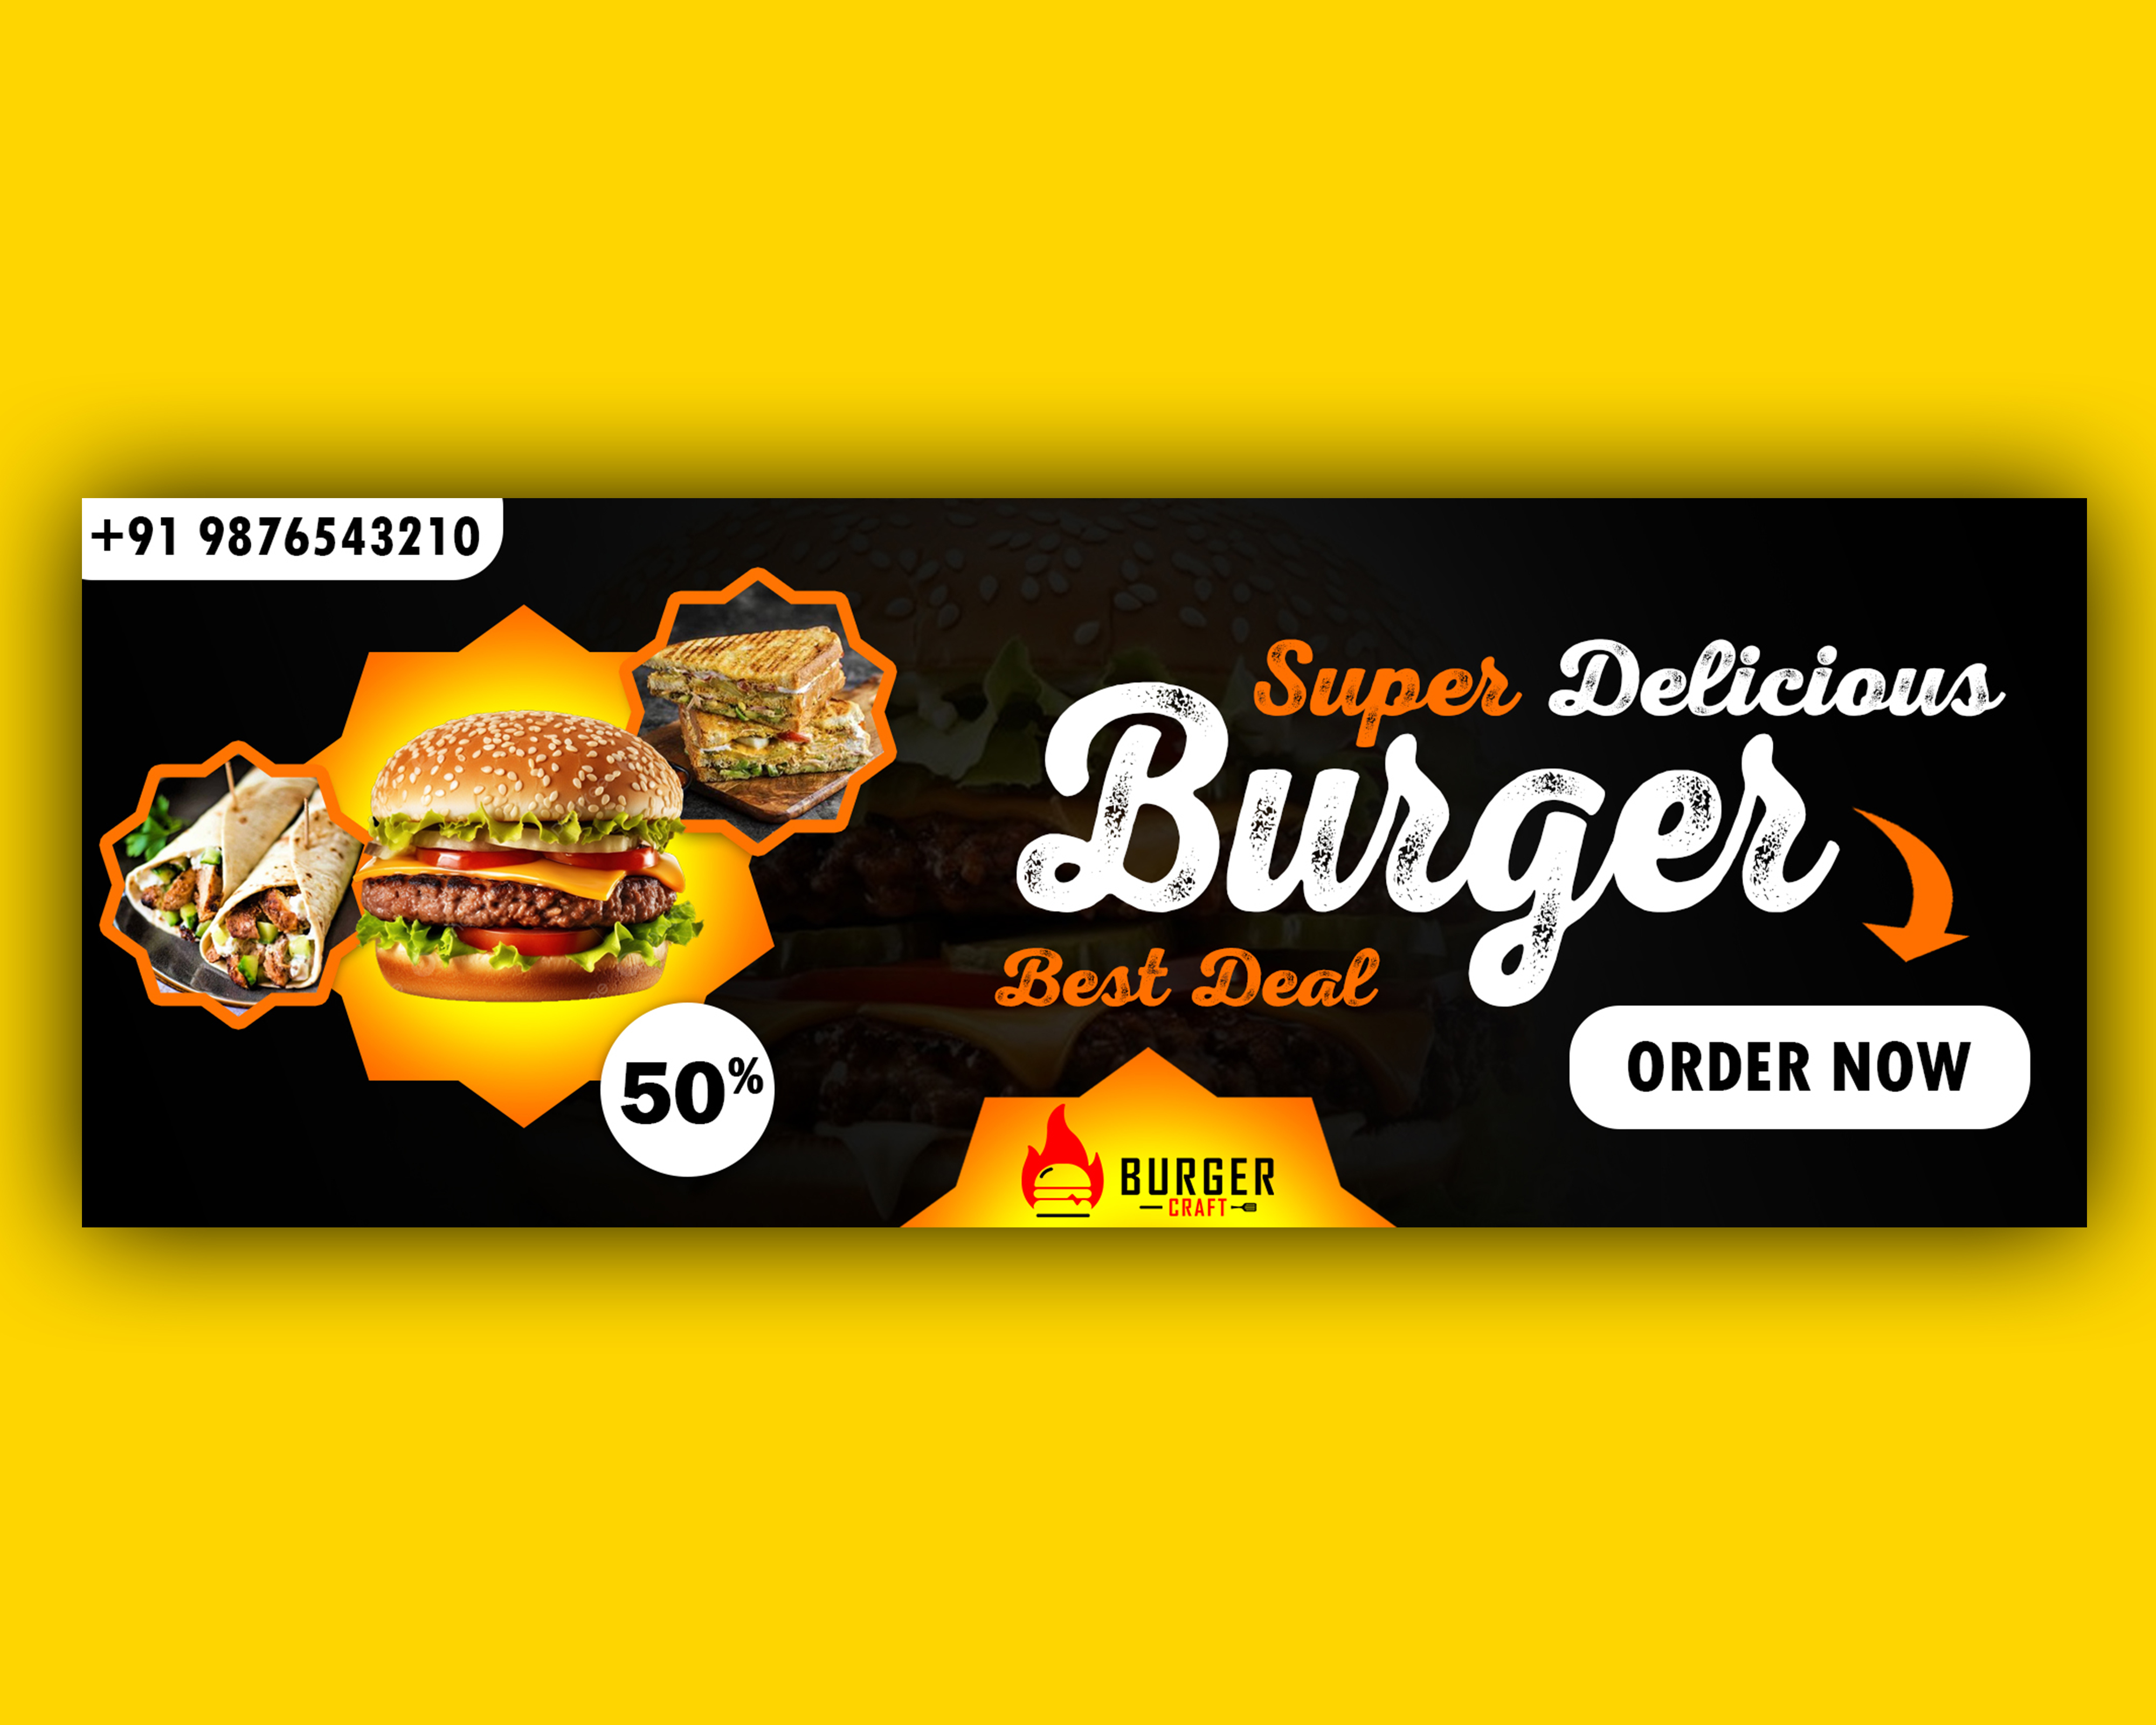 +91 9876543210
Super Delicious
Burger
Best Deal
50%
ORDER NOW
BURGER
CRAFT